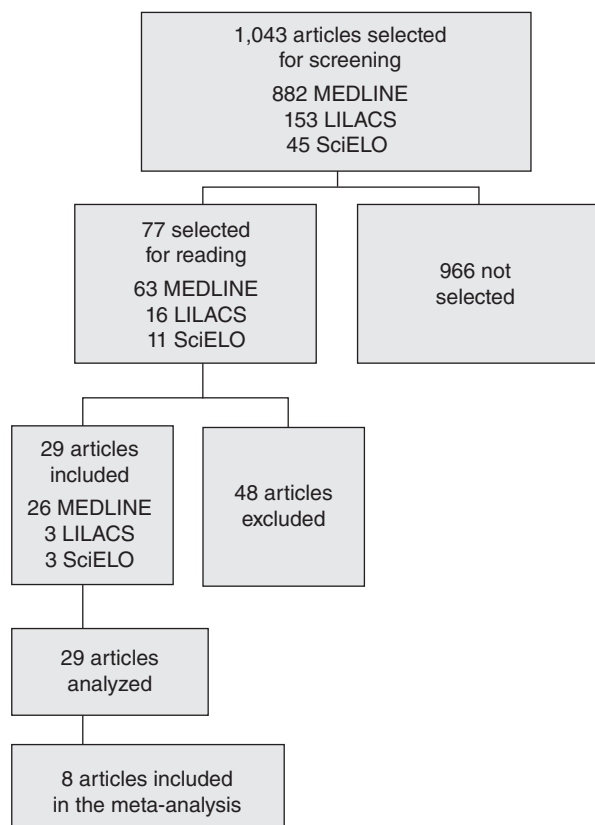 1,043 articles selected
for screening
882 MEDLINE
153 LILACS
45 SciELO
77 selected
for reading
63 MEDLINE
16 LILACS
11 SciELO
966 not
selected
29 articles
included
26 MEDLINE
3 LILACS
3 SciELO
48 articles
excluded
29 articles
analyzed
8 articles included
in the meta-analysis